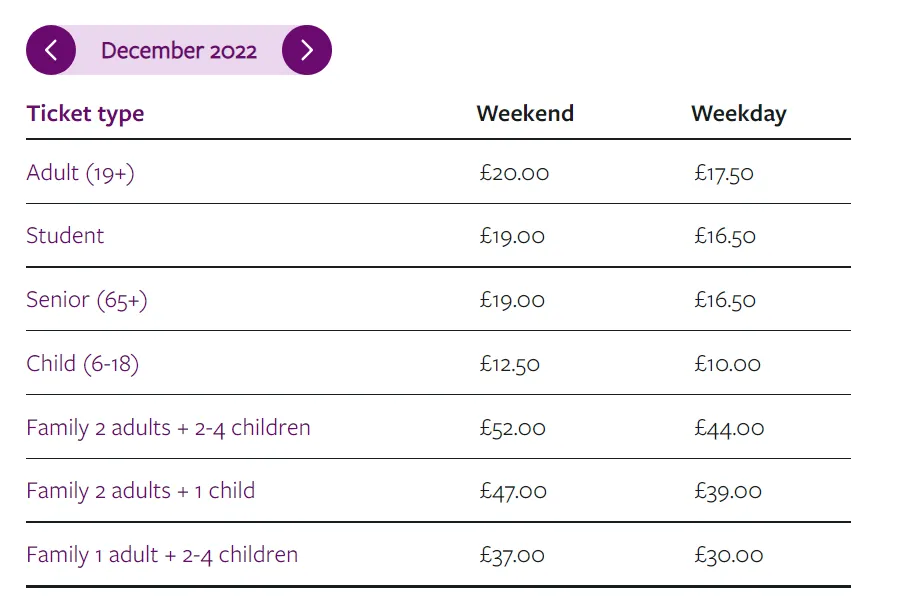 December 2022
Ticket type Weekend Weekday
Adult (19+) £20.00 £17.50
Student £19.00 £16.50
Senior (65+) £19.00 £16.50
Child (6-18) £12.50 £10.00
Family 2 adults + 2-4 children £52.00 £44.00
Family 2 adults + 1 child £47.00 £39.00
Family 1 adult + 2-4 children £37.00 £30.00